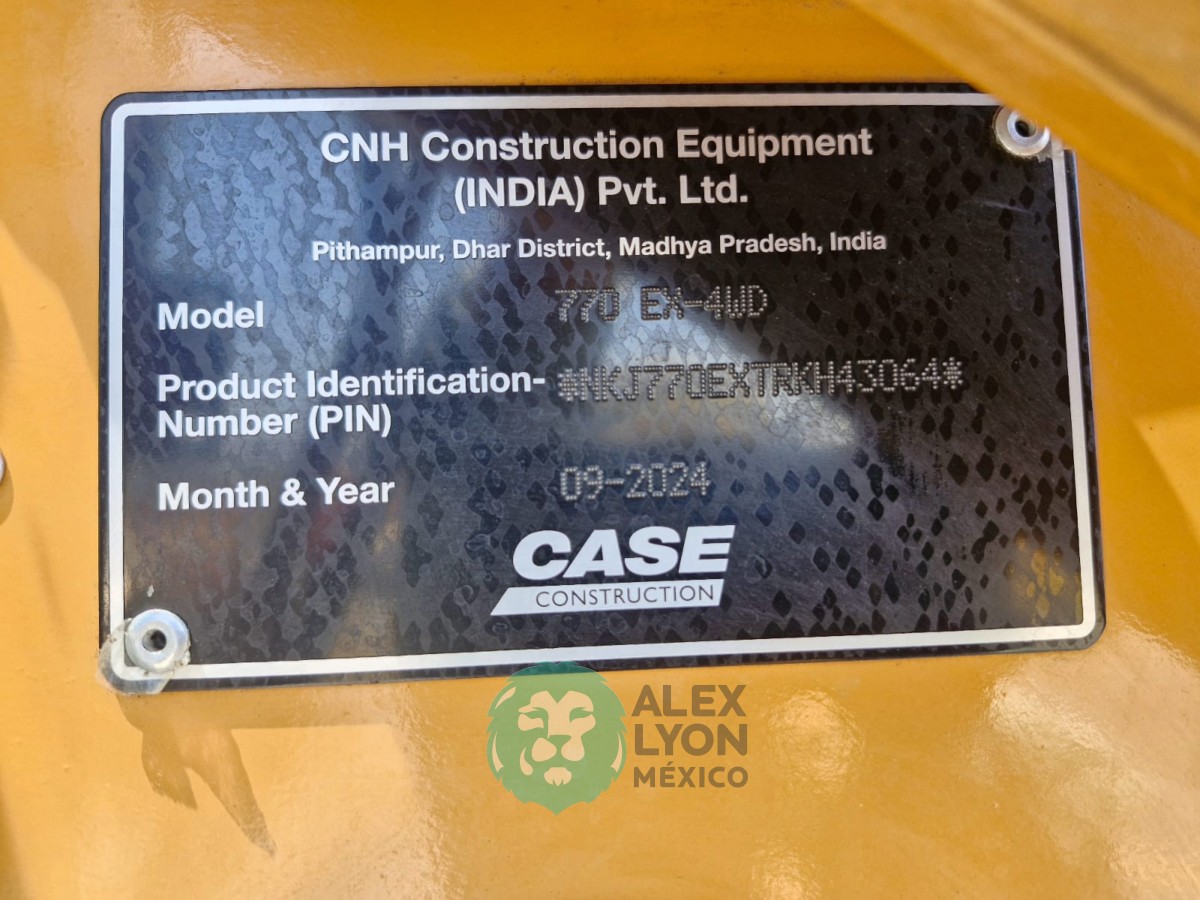 CNH Construction Equipment
(INDIA) Pvt. Ltd.
Pithampur, Dhar District, Madhya Pradesh, India
Model 770 EX-4WD
Product Identification- *NKJ770EXTRKH43064*
Number (PIN)
Month & Year 09-2024
CASE
CONSTRUCTION
ALEX
LYON
MÉXICO